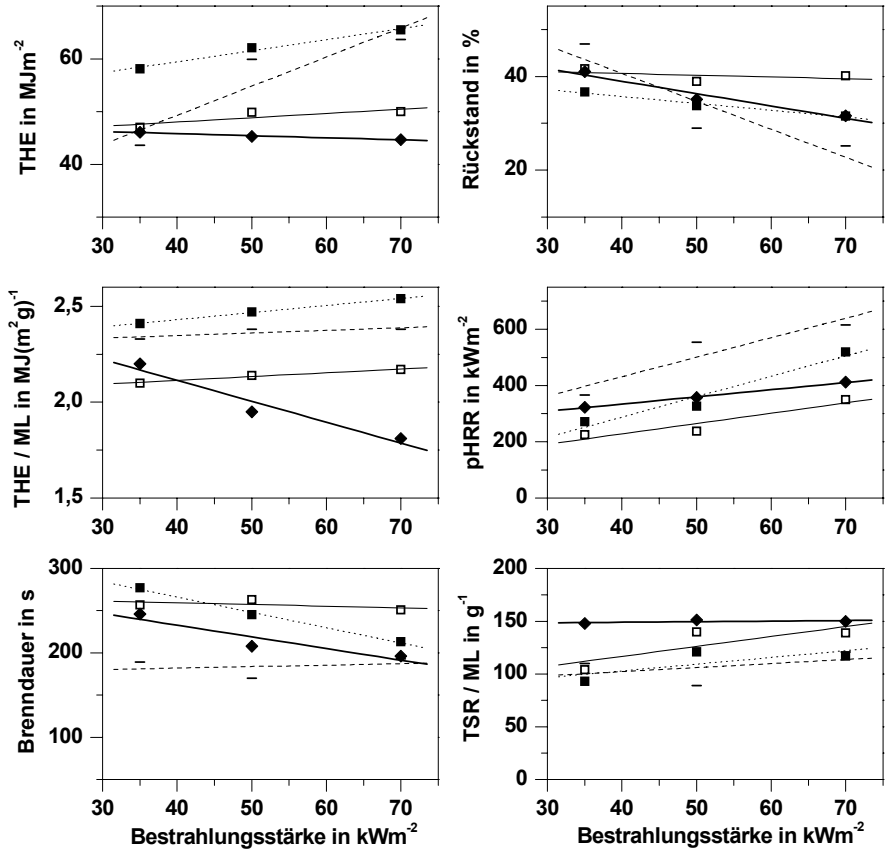 THE in MJm⁻²
60
40
30 40 50 60 70
Rückstand in %
60
40
20
30 40 50 60 70
THE / ML in MJ(m²g)⁻¹
2,5
2,0
1,5
30 40 50 60 70
pHRR in kWm⁻²
600
400
200
0
30 40 50 60 70
Brenndauer in s
300
200
100
30 40 50 60 70
Bestrahlungsstärke in kWm⁻²
TSR / ML in g⁻¹
200
150
100
50
0
30 40 50 60 70
Bestrahlungsstärke in kWm⁻²